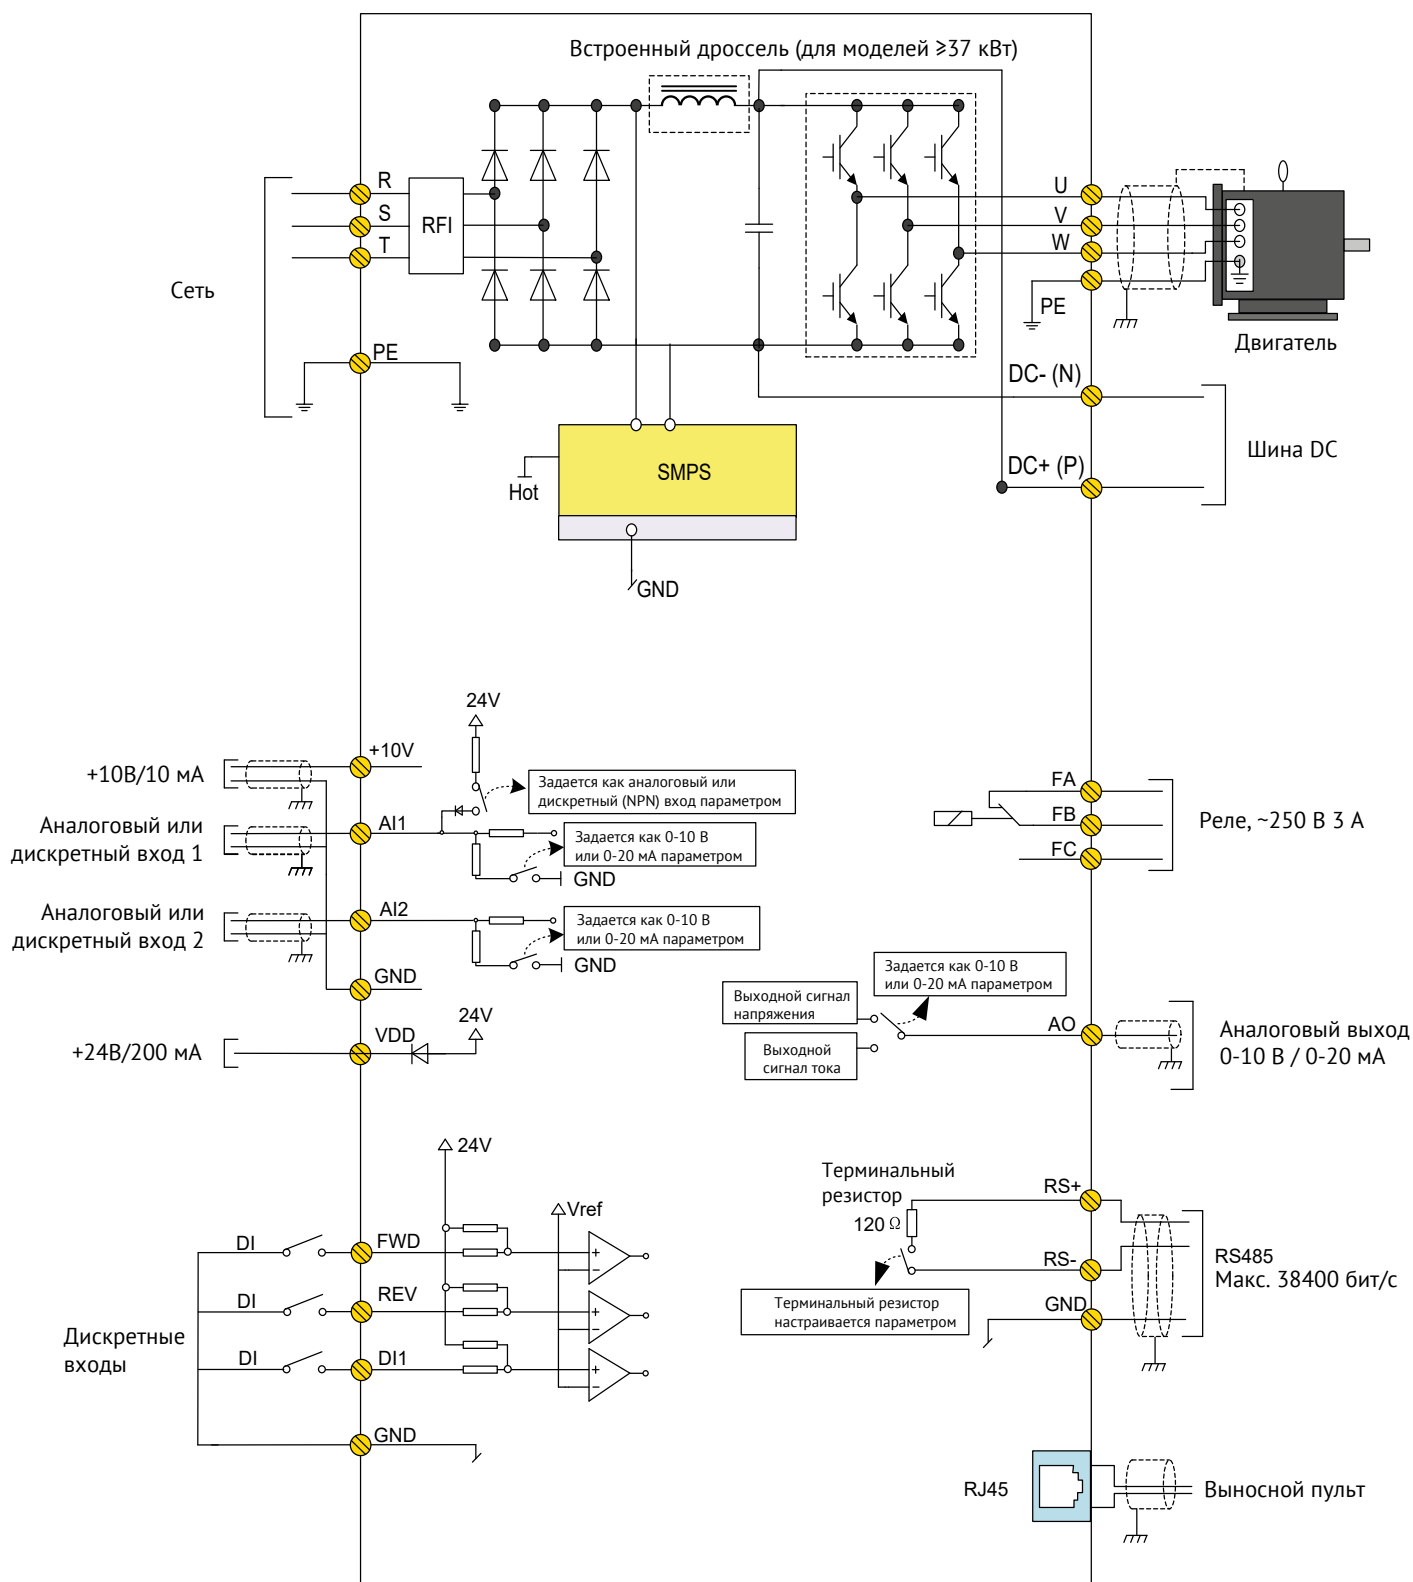 Встроенный дроссель (для моделей ≥37 кВт)
R
S
T
RFI
Сеть
PE
U
V
W
PE
Двигатель
DC- (N)
DC+ (P)
Шина DC
SMPS
Hot
GND
24V
+10V
+10В/10 мА
Задается как аналоговый или
дискретный (NPN) вход параметром
Аналоговый или
дискретный вход 1
AI1
Задается как 0-10 В
или 0-20 мА параметром
GND
Аналоговый или
дискретный вход 2
AI2
Задается как 0-10 В
или 0-20 мА параметром
GND
GND
+24В/200 мА
VDD
24V
FA
FB
FC
Реле, ~250 В 3 А
Задается как 0-10 В
или 0-20 мА параметром
Выходной сигнал
напряжения
Выходной
сигнал тока
AO
Аналоговый выход
0-10 В / 0-20 мА
24V
Vref
DI
FWD
+
−
DI
REV
+
−
DI
DI1
+
−
Дискретные
входы
GND
Терминальный
резистор
120 Ω
RS+
RS-
GND
Терминальный резистор
настраивается параметром
RS485
Макс. 38400 бит/с
RJ45
Выносной пульт